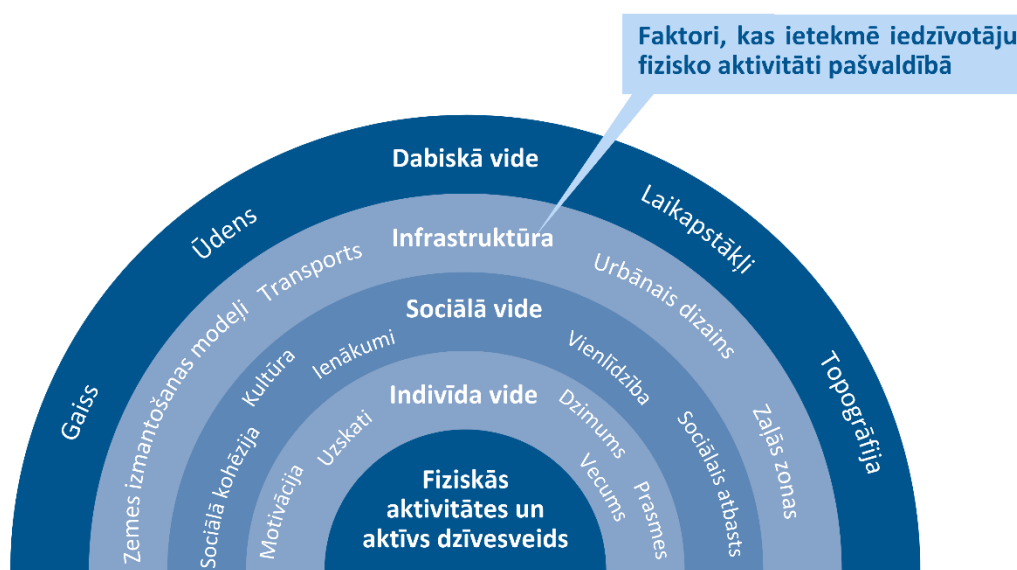 Faktori, kas ietekmē iedzīvotāju
fizisko aktivitāti pašvaldībā
Dabiskā vide
Gaiss
Ūdens
Laikapstākļi
Topogrāfija
Infrastruktūra
Zemes izmantošanas modeļi
Transports
Urbānais dizains
Zaļās zonas
Sociālā vide
Sociālā kohēzija
Kultūra
Ienākumi
Vienlīdzība
Sociālais atbasts
Indivīda vide
Motivācija
Uzskati
Dzimums
Vecums
Prasmes
Fiziskās
aktivitātes un
aktīvs dzīvesveids